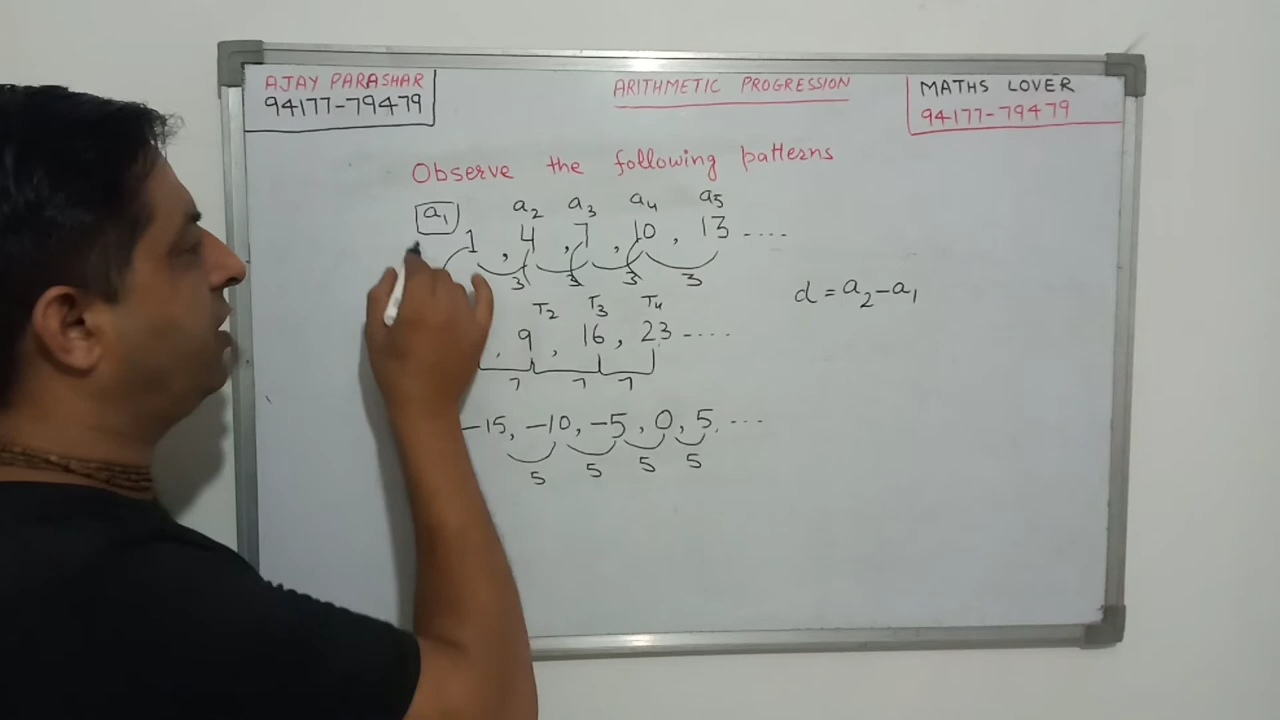 AJAY PARASHAR
94177-79479
ARITHMETIC PROGRESSION
MATHS LOVER
94177-79479
Observe the following patterns
a₁ a₂ a₃ a₄ a₅
1 , 4 , 7 , 10 , 13 ....
3 3 3 3
d = a₂ - a₁
T₂ T₃ T₄
, 9 , 16 , 23 ....
7 7 7
-15, -10, -5, 0, 5, ...
5 5 5 5